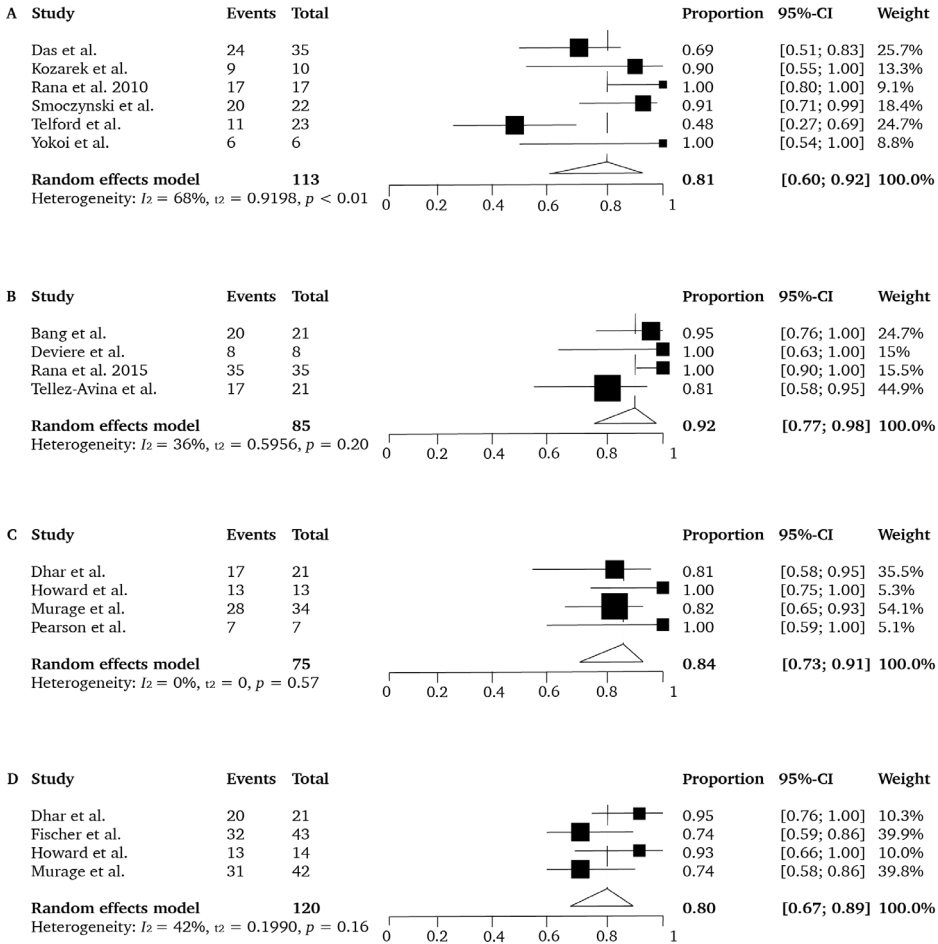 A Study Events Total Proportion 95%-CI Weight
Das et al. 24 35 0.69 [0.51; 0.83] 25.7%
Kozarek et al. 9 10 0.90 [0.55; 1.00] 13.3%
Rana et al. 2010 17 17 1.00 [0.80; 1.00] 9.1%
Smoczynski et al. 20 22 0.91 [0.71; 0.99] 18.4%
Telford et al. 11 23 0.48 [0.27; 0.69] 24.7%
Yokoi et al. 6 6 1.00 [0.54; 1.00] 8.8%
Random effects model 113 0.81 [0.60; 0.92] 100.0%
Heterogeneity: I2 = 68%, τ2 = 0.9198, p < 0.01
0 0.2 0.4 0.6 0.8 1
B Study Events Total Proportion 95%-CI Weight
Bang et al. 20 21 0.95 [0.76; 1.00] 24.7%
Deviere et al. 8 8 1.00 [0.63; 1.00] 15%
Rana et al. 2015 35 35 1.00 [0.90; 1.00] 15.5%
Tellez-Avina et al. 17 21 0.81 [0.58; 0.95] 44.9%
Random effects model 85 0.92 [0.77; 0.98] 100.0%
Heterogeneity: I2 = 36%, τ2 = 0.5956, p = 0.20
0 0.2 0.4 0.6 0.8 1
C Study Events Total Proportion 95%-CI Weight
Dhar et al. 17 21 0.81 [0.58; 0.95] 35.5%
Howard et al. 13 13 1.00 [0.75; 1.00] 5.3%
Murage et al. 28 34 0.82 [0.65; 0.93] 54.1%
Pearson et al. 7 7 1.00 [0.59; 1.00] 5.1%
Random effects model 75 0.84 [0.73; 0.91] 100.0%
Heterogeneity: I2 = 0%, τ2 = 0, p = 0.57
0 0.2 0.4 0.6 0.8 1
D Study Events Total Proportion 95%-CI Weight
Dhar et al. 20 21 0.95 [0.76; 1.00] 10.3%
Fischer et al. 32 43 0.74 [0.59; 0.86] 39.9%
Howard et al. 13 14 0.93 [0.66; 1.00] 10.0%
Murage et al. 31 42 0.74 [0.58; 0.86] 39.8%
Random effects model 120 0.80 [0.67; 0.89] 100.0%
Heterogeneity: I2 = 42%, τ2 = 0.1990, p = 0.16
0 0.2 0.4 0.6 0.8 1